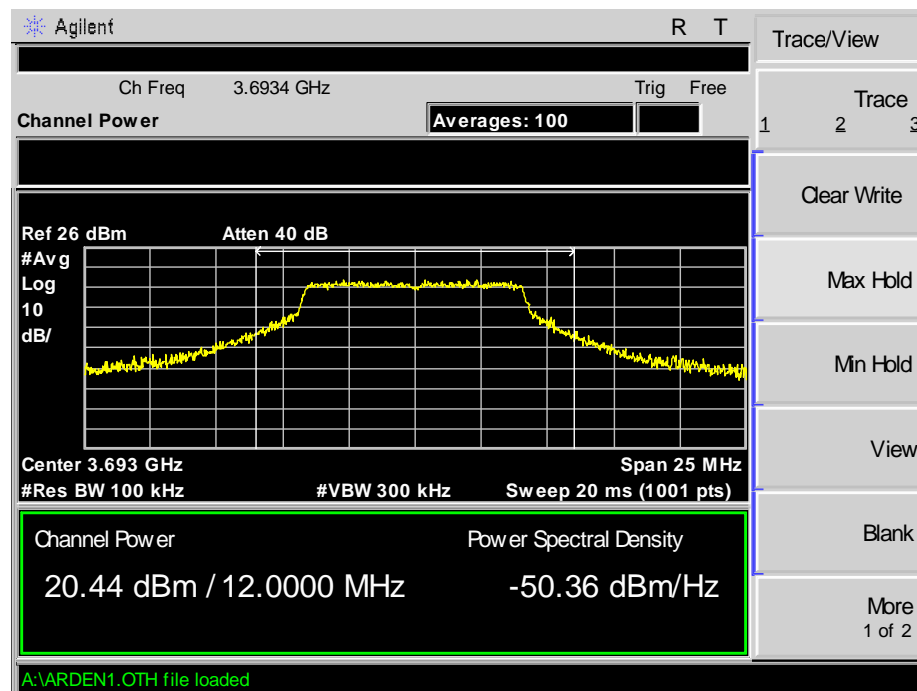 Agilent R T
Ch Freq 3.6934 GHz Trig Free
Channel Power Averages: 100
Ref 26 dBm Atten 40 dB
#Avg
Log
10
dB/
Center 3.693 GHz Span 25 MHz
#Res BW 100 kHz #VBW 300 kHz Sweep 20 ms (1001 pts)
Channel Power Power Spectral Density
20.44 dBm / 12.0000 MHz -50.36 dBm/Hz
A:\ARDEN1.OTH file loaded
Trace/View
Trace
1 2 3
Clear Write
Max Hold
Min Hold
View
Blank
More
1 of 2